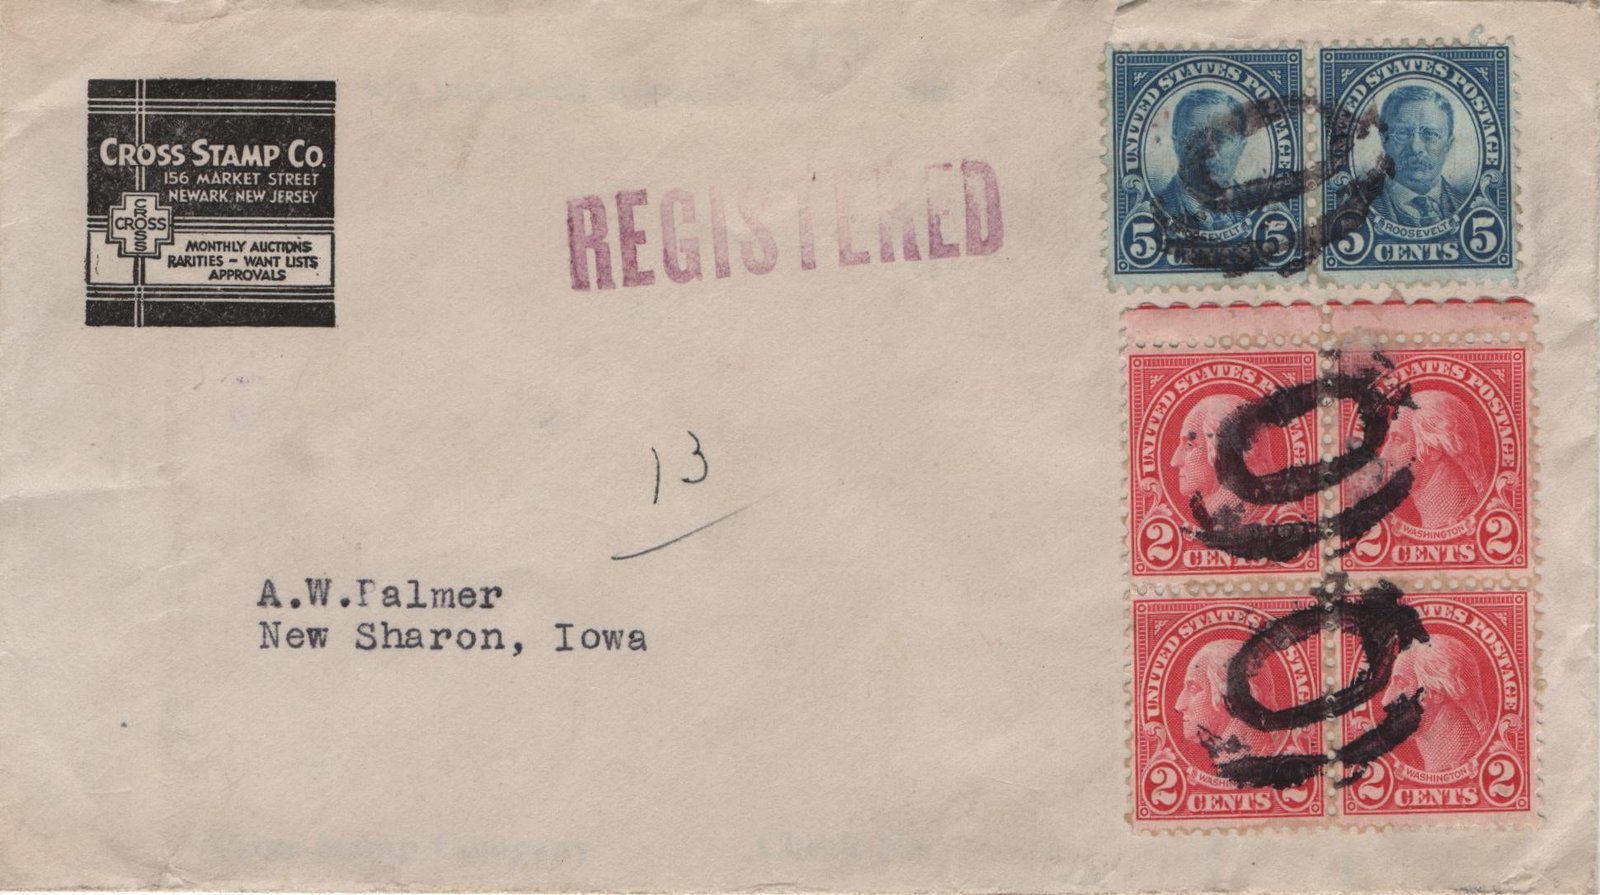 CROSS STAMP CO.
156 MARKET STREET
NEWARK, NEW JERSEY
CROSS
CROSS
MONTHLY AUCTIONS
RARITIES – WANT LISTS
APPROVALS
REGISTERED
13
A.W.Palmer
New Sharon, Iowa
UNITED STATES POSTAGE
ROOSEVELT
5 CENTS 5
UNITED STATES POSTAGE
ROOSEVELT
5 CENTS 5
UNITED STATES POSTAGE
2 CENTS 2
STATES POSTAGE
WASHINGTON
2 CENTS 2
UNITED STATES POSTAGE
WASHINGTON
2 CENTS 2
STATES POSTAGE
WASHINGTON
2 CENTS 2